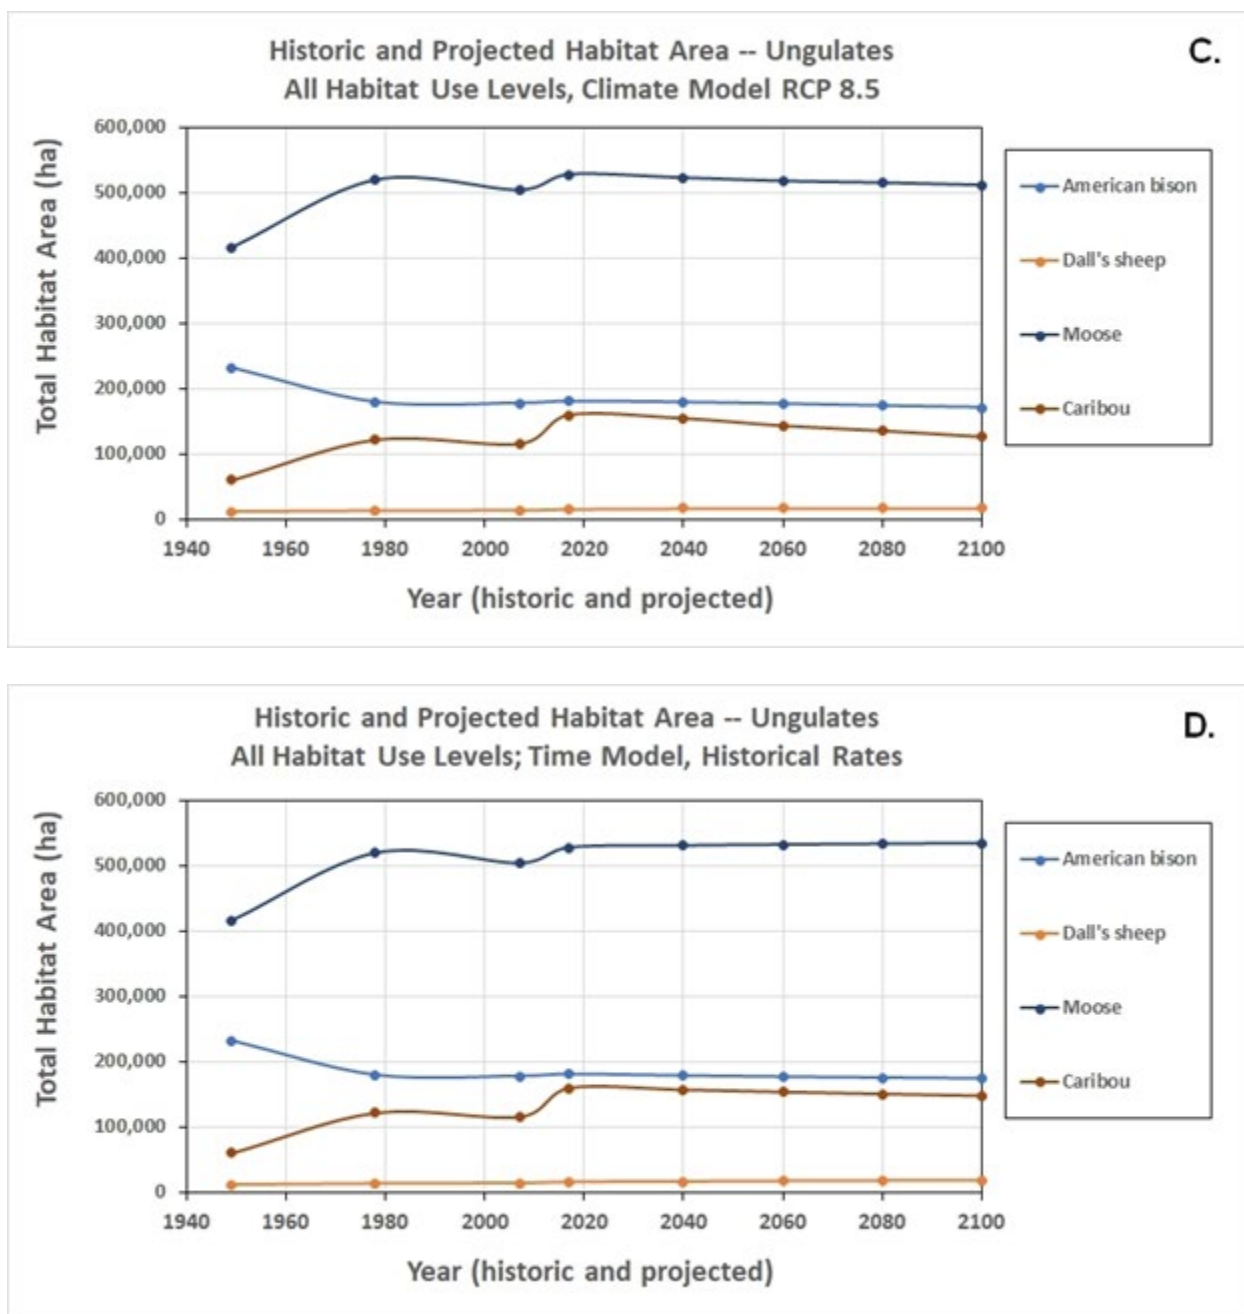 Historic and Projected Habitat Area -- Ungulates
C.
All Habitat Use Levels, Climate Model RCP 8.5
Total Habitat Area (ha)
600,000
500,000
400,000
300,000
200,000
100,000
0
1940 1960 1980 2000 2020 2040 2060 2080 2100
Year (historic and projected)
American bison
Dall's sheep
Moose
Caribou
Historic and Projected Habitat Area -- Ungulates
D.
All Habitat Use Levels; Time Model, Historical Rates
Total Habitat Area (ha)
600,000
500,000
400,000
300,000
200,000
100,000
0
1940 1960 1980 2000 2020 2040 2060 2080 2100
Year (historic and projected)
American bison
Dall's sheep
Moose
Caribou